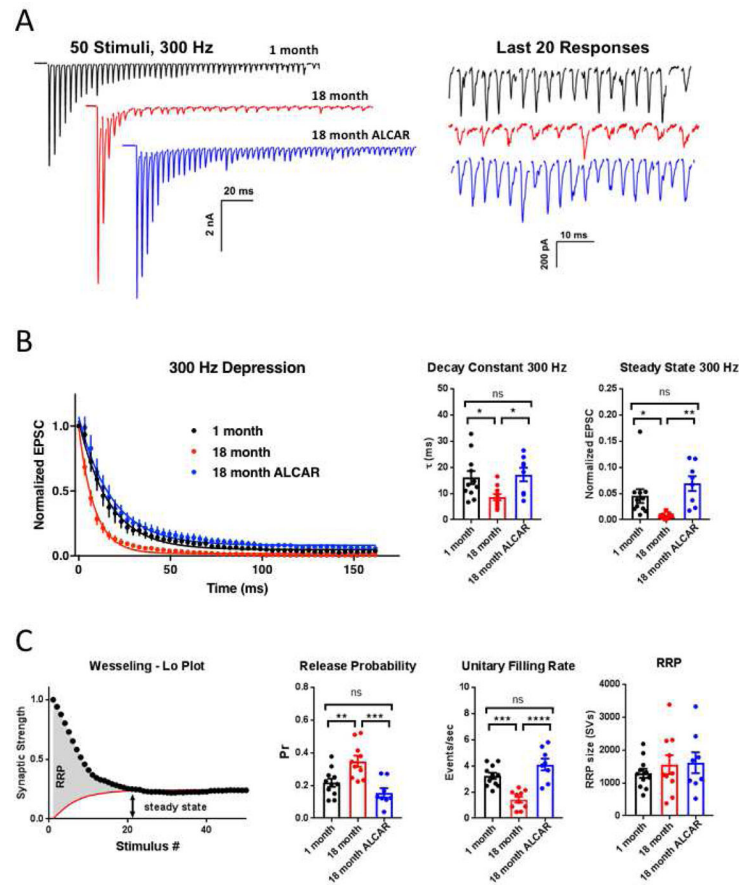 A
50 Stimuli, 300 Hz
1 month
18 month
18 month ALCAR
20 ms
2 nA
Last 20 Responses
10 ms
200 pA
B
300 Hz Depression
Normalized EPSC
1.0
0.5
0.0
0
50
100
150
Time (ms)
1 month
18 month
18 month ALCAR
Decay Constant 300 Hz
ns
*
*
τ (ms)
50
40
30
20
10
0
1 month
18 month
18 month ALCAR
Steady State 300 Hz
ns
*
**
Normalized EPSC
0.25
0.20
0.15
0.10
0.05
0.00
1 month
18 month
18 month ALCAR
C
Wesseling - Lo Plot
Synaptic Strength
1.0
0.5
0.0
RRP
steady state
0
20
40
Stimulus #
Release Probability
ns
**
***
Pr
0.8
0.6
0.4
0.2
0.0
1 month
18 month
18 month ALCAR
Unitary Filling Rate
ns
***
****
Events/sec
10
8
6
4
2
0
1 month
18 month
18 month ALCAR
RRP
RRP size (SVs)
4000
3000
2000
1000
0
1 month
18 month
18 month ALCAR